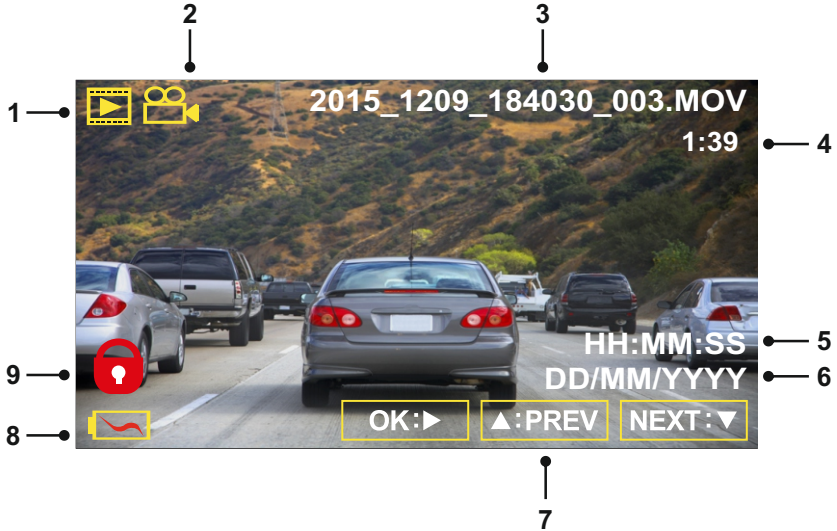 2
3
2015_1209_184030_003.MOV
1
1:39
4
HH:MM:SS
5
DD/MM/YYYY
6
9
8
OK:▶
▲:PREV
NEXT:▼
7